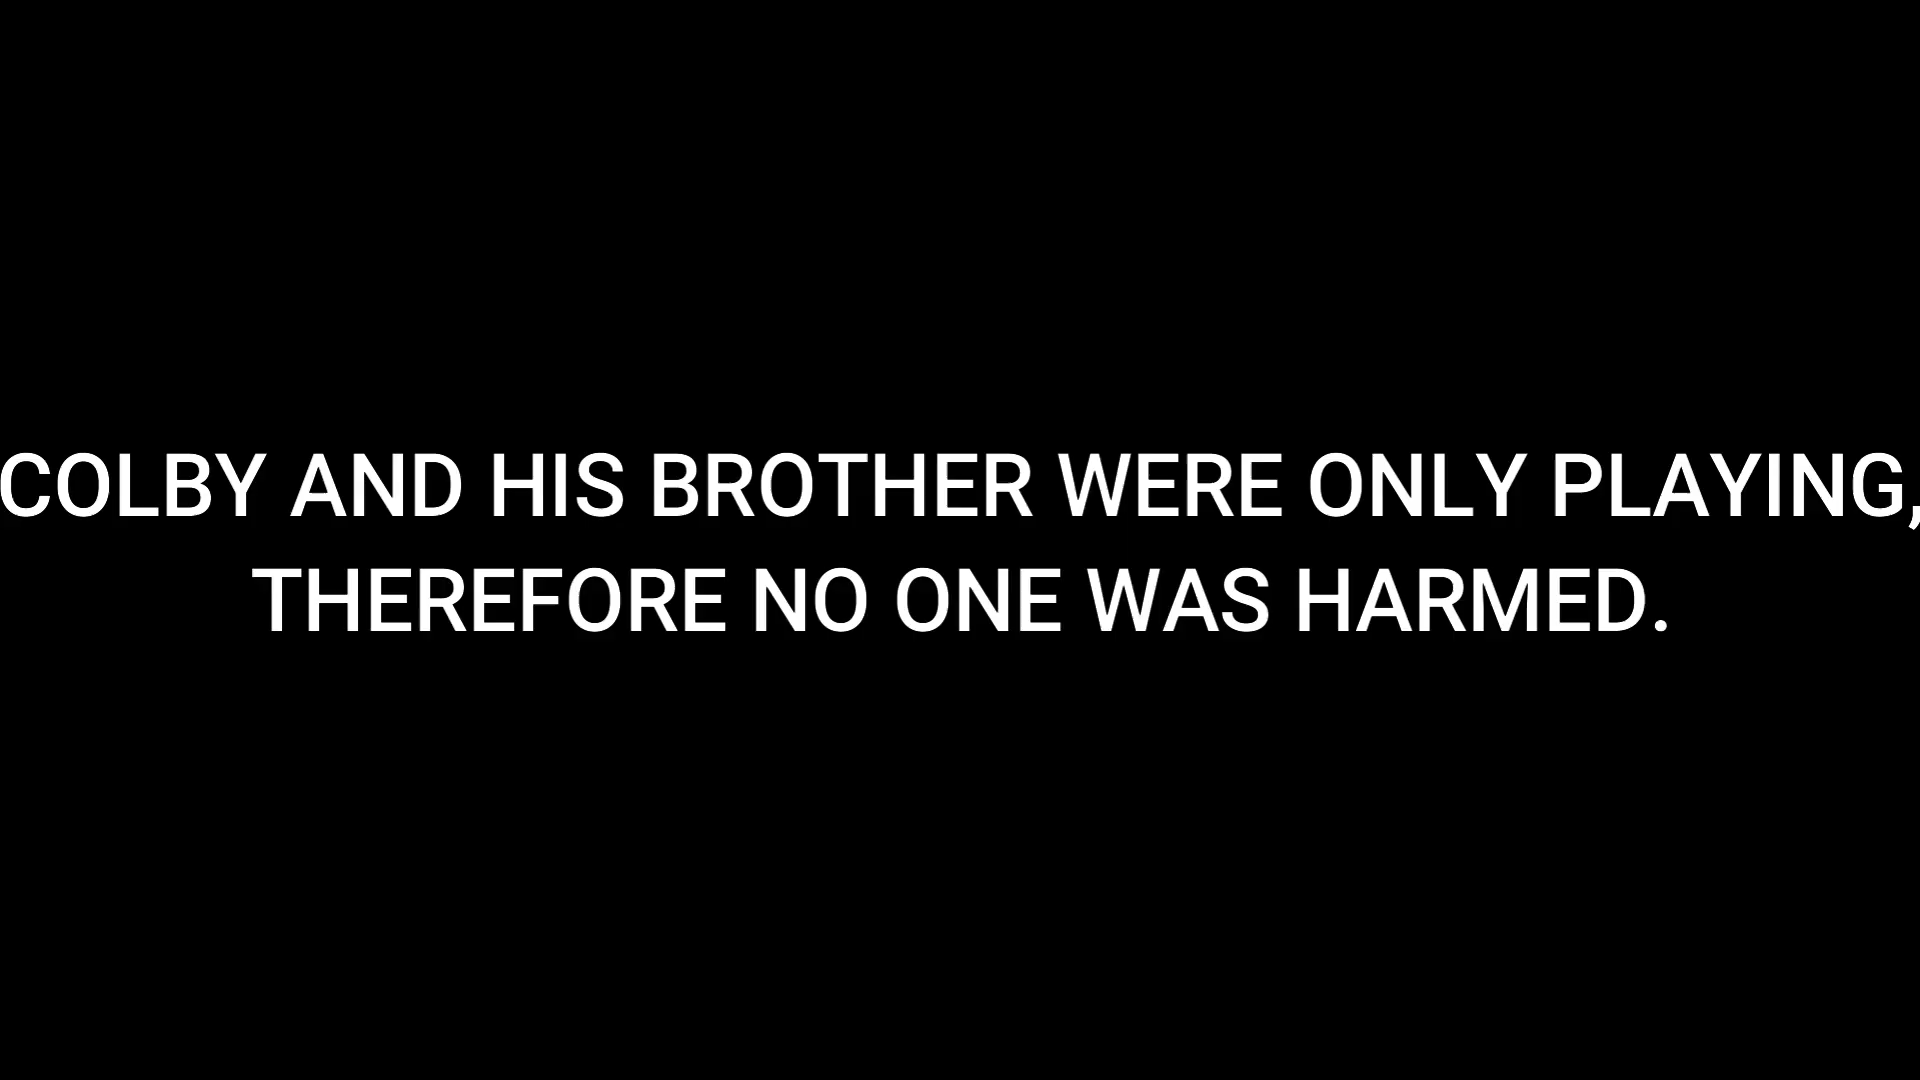 COLBY AND HIS BROTHER WERE ONLY PLAYING,
THEREFORE NO ONE WAS HARMED.